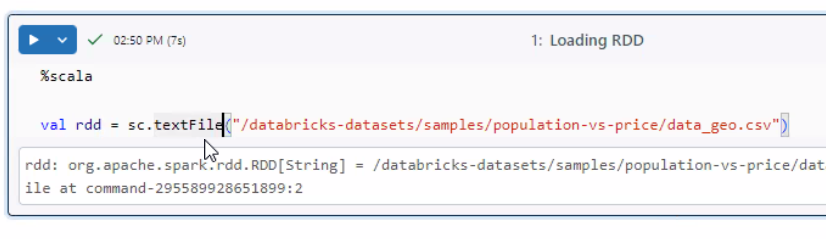 02:50 PM (7s)
1: Loading RDD
%scala
val rdd = sc.textFile("/databricks-datasets/samples/population-vs-price/data_geo.csv")
rdd: org.apache.spark.rdd.RDD[String] = /databricks-datasets/samples/population-vs-price/dat
ile at command-295589928651899:2